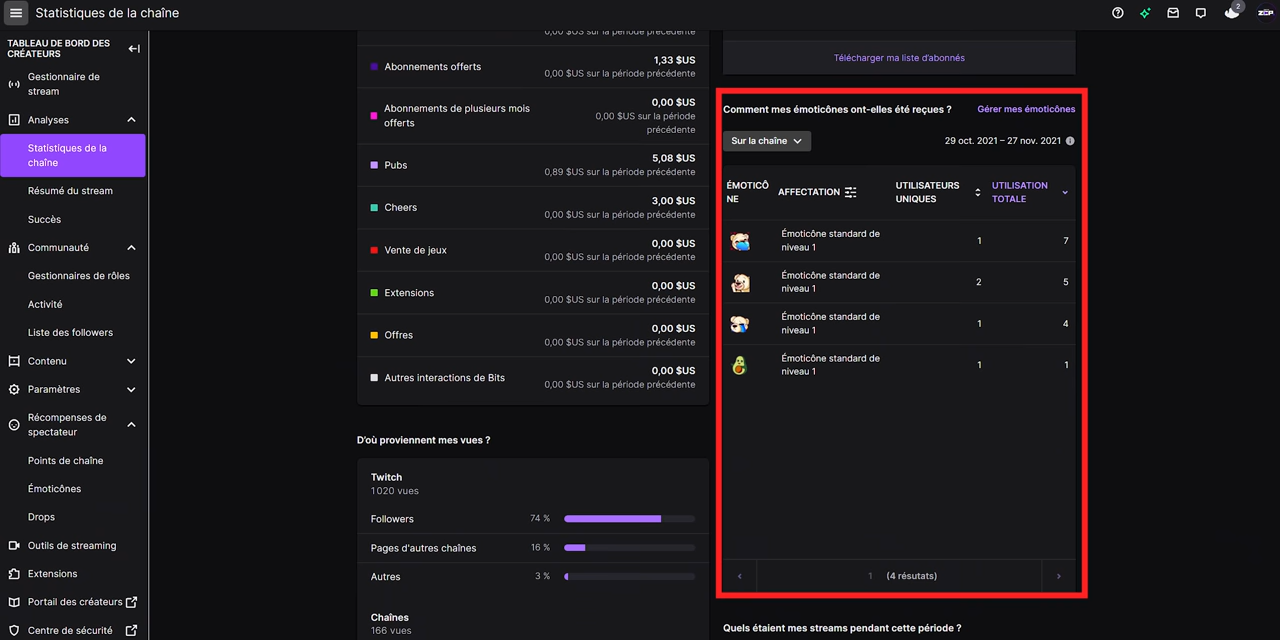 Statistiques de la chaîne
2
ZCP
TABLEAU DE BORD DES
CRÉATEURS
Gestionnaire de
stream
Analyses
Statistiques de la
chaîne
Résumé du stream
Succès
Communauté
Gestionnaires de rôles
Activité
Liste des followers
Contenu
Paramètres
Récompenses de
spectateur
Points de chaîne
Émoticônes
Drops
Outils de streaming
Extensions
Portail des créateurs
Centre de sécurité
0,00 $US sur la période précédente
Abonnements offerts
1,33 $US
0,00 $US sur la période précédente
Abonnements de plusieurs mois
offerts
0,00 $US
0,00 $US sur la période
précédente
Pubs
5,08 $US
0,89 $US sur la période précédente
Cheers
3,00 $US
0,00 $US sur la période précédente
Vente de jeux
0,00 $US
0,00 $US sur la période précédente
Extensions
0,00 $US
0,00 $US sur la période précédente
Offres
0,00 $US
0,00 $US sur la période précédente
Autres interactions de Bits
0,00 $US
0,00 $US sur la période précédente
D'où proviennent mes vues ?
Twitch
1 020 vues
Followers 74 %
Pages d'autres chaînes 16 %
Autres 3 %
Chaînes
166 vues
Télécharger ma liste d'abonnés
Comment mes émoticônes ont-elles été reçues ? Gérer mes émoticônes
Sur la chaîne 29 oct. 2021 – 27 nov. 2021
ÉMOTICÔ
NE
AFFECTATION
UTILISATEURS
UNIQUES
UTILISATION
TOTALE
Émoticône standard de
niveau 1
1 7
Émoticône standard de
niveau 1
2 5
Émoticône standard de
niveau 1
1 4
Émoticône standard de
niveau 1
1 1
1 (4 résutats)
Quels étaient mes streams pendant cette période ?